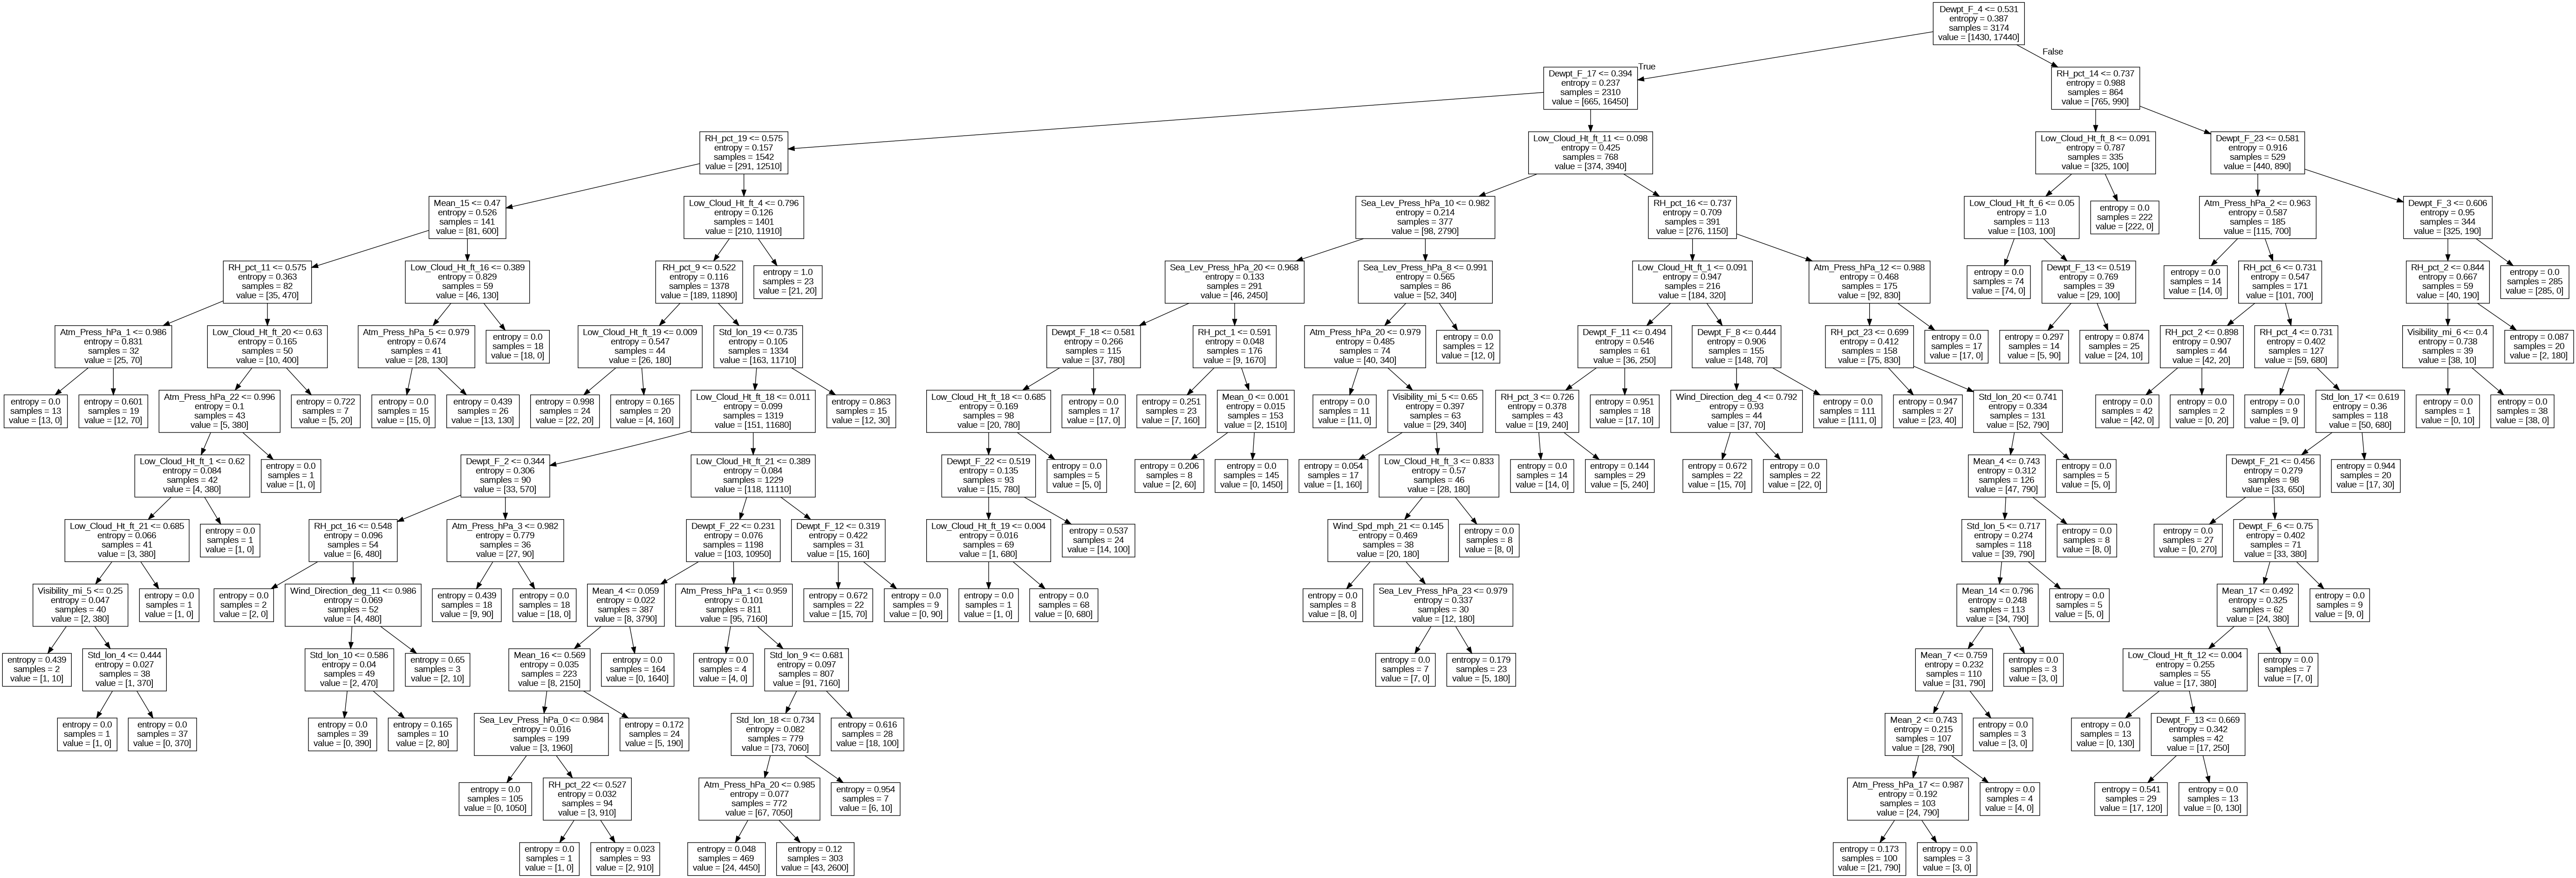 Dewpt_F_4 <= 0.531
entropy = 0.387
samples = 3174
value = [1430, 17440]
True
False
Dewpt_F_17 <= 0.394
entropy = 0.237
samples = 2310
value = [665, 16450]
RH_pct_14 <= 0.737
entropy = 0.988
samples = 864
value = [765, 990]
RH_pct_19 <= 0.575
entropy = 0.157
samples = 1542
value = [291, 12510]
Low_Cloud_Ht_ft_11 <= 0.098
entropy = 0.425
samples = 768
value = [374, 3940]
Low_Cloud_Ht_ft_8 <= 0.091
entropy = 0.787
samples = 335
value = [325, 100]
Dewpt_F_23 <= 0.581
entropy = 0.916
samples = 529
value = [440, 890]
Mean_15 <= 0.47
entropy = 0.526
samples = 141
value = [81, 600]
Low_Cloud_Ht_ft_4 <= 0.796
entropy = 0.126
samples = 1401
value = [210, 11910]
Sea_Lev_Press_hPa_10 <= 0.982
entropy = 0.214
samples = 377
value = [98, 2790]
RH_pct_16 <= 0.737
entropy = 0.709
samples = 391
value = [276, 1150]
Low_Cloud_Ht_ft_6 <= 0.05
entropy = 1.0
samples = 113
value = [103, 100]
entropy = 0.0
samples = 222
value = [222, 0]
Atm_Press_hPa_2 <= 0.963
entropy = 0.587
samples = 185
value = [115, 700]
Dewpt_F_3 <= 0.606
entropy = 0.95
samples = 344
value = [325, 190]
RH_pct_11 <= 0.575
entropy = 0.363
samples = 82
value = [35, 470]
Low_Cloud_Ht_ft_16 <= 0.389
entropy = 0.829
samples = 59
value = [46, 130]
RH_pct_9 <= 0.522
entropy = 0.116
samples = 1378
value = [189, 11890]
entropy = 1.0
samples = 23
value = [21, 20]
Sea_Lev_Press_hPa_20 <= 0.968
entropy = 0.133
samples = 291
value = [46, 2450]
Sea_Lev_Press_hPa_8 <= 0.991
entropy = 0.565
samples = 86
value = [52, 340]
Low_Cloud_Ht_ft_1 <= 0.091
entropy = 0.947
samples = 216
value = [184, 320]
Atm_Press_hPa_12 <= 0.988
entropy = 0.468
samples = 175
value = [92, 830]
entropy = 0.0
samples = 74
value = [74, 0]
Dewpt_F_13 <= 0.519
entropy = 0.769
samples = 39
value = [29, 100]
entropy = 0.0
samples = 14
value = [14, 0]
RH_pct_6 <= 0.731
entropy = 0.547
samples = 171
value = [101, 700]
RH_pct_2 <= 0.844
entropy = 0.667
samples = 59
value = [40, 190]
entropy = 0.0
samples = 285
value = [285, 0]
Atm_Press_hPa_1 <= 0.986
entropy = 0.831
samples = 32
value = [25, 70]
Low_Cloud_Ht_ft_20 <= 0.63
entropy = 0.165
samples = 50
value = [10, 400]
Atm_Press_hPa_5 <= 0.979
entropy = 0.674
samples = 41
value = [28, 130]
entropy = 0.0
samples = 18
value = [18, 0]
Low_Cloud_Ht_ft_19 <= 0.009
entropy = 0.547
samples = 44
value = [26, 180]
Std_lon_19 <= 0.735
entropy = 0.105
samples = 1334
value = [163, 11710]
Dewpt_F_18 <= 0.581
entropy = 0.266
samples = 115
value = [37, 780]
RH_pct_1 <= 0.591
entropy = 0.048
samples = 176
value = [9, 1670]
Atm_Press_hPa_20 <= 0.979
entropy = 0.485
samples = 74
value = [40, 340]
entropy = 0.0
samples = 12
value = [12, 0]
Dewpt_F_11 <= 0.494
entropy = 0.546
samples = 61
value = [36, 250]
Dewpt_F_8 <= 0.444
entropy = 0.906
samples = 155
value = [148, 70]
RH_pct_23 <= 0.699
entropy = 0.412
samples = 158
value = [75, 830]
entropy = 0.0
samples = 17
value = [17, 0]
entropy = 0.297
samples = 14
value = [5, 90]
entropy = 0.874
samples = 25
value = [24, 10]
RH_pct_2 <= 0.898
entropy = 0.907
samples = 44
value = [42, 20]
RH_pct_4 <= 0.731
entropy = 0.402
samples = 127
value = [59, 680]
Visibility_mi_6 <= 0.4
entropy = 0.738
samples = 39
value = [38, 10]
entropy = 0.087
samples = 20
value = [2, 180]
entropy = 0.0
samples = 13
value = [13, 0]
entropy = 0.601
samples = 19
value = [12, 70]
Atm_Press_hPa_22 <= 0.996
entropy = 0.1
samples = 43
value = [5, 380]
entropy = 0.722
samples = 7
value = [5, 20]
entropy = 0.0
samples = 15
value = [15, 0]
entropy = 0.439
samples = 26
value = [13, 130]
entropy = 0.998
samples = 24
value = [22, 20]
entropy = 0.165
samples = 20
value = [4, 160]
Low_Cloud_Ht_ft_18 <= 0.011
entropy = 0.099
samples = 1319
value = [151, 11680]
entropy = 0.863
samples = 15
value = [12, 30]
Low_Cloud_Ht_ft_18 <= 0.685
entropy = 0.169
samples = 98
value = [20, 780]
entropy = 0.0
samples = 17
value = [17, 0]
entropy = 0.251
samples = 23
value = [7, 160]
Mean_0 <= 0.001
entropy = 0.015
samples = 153
value = [2, 1510]
entropy = 0.0
samples = 11
value = [11, 0]
Visibility_mi_5 <= 0.65
entropy = 0.397
samples = 63
value = [29, 340]
RH_pct_3 <= 0.726
entropy = 0.378
samples = 43
value = [19, 240]
entropy = 0.951
samples = 18
value = [17, 10]
Wind_Direction_deg_4 <= 0.792
entropy = 0.93
samples = 44
value = [37, 70]
entropy = 0.0
samples = 111
value = [111, 0]
entropy = 0.947
samples = 27
value = [23, 40]
Std_lon_20 <= 0.741
entropy = 0.334
samples = 131
value = [52, 790]
entropy = 0.0
samples = 42
value = [42, 0]
entropy = 0.0
samples = 2
value = [0, 20]
entropy = 0.0
samples = 9
value = [9, 0]
Std_lon_17 <= 0.619
entropy = 0.36
samples = 118
value = [50, 680]
entropy = 0.0
samples = 1
value = [0, 10]
entropy = 0.0
samples = 38
value = [38, 0]
Low_Cloud_Ht_ft_1 <= 0.62
entropy = 0.084
samples = 42
value = [4, 380]
entropy = 0.0
samples = 1
value = [1, 0]
Dewpt_F_2 <= 0.344
entropy = 0.306
samples = 90
value = [33, 570]
Low_Cloud_Ht_ft_21 <= 0.389
entropy = 0.084
samples = 1229
value = [118, 11110]
Dewpt_F_22 <= 0.519
entropy = 0.135
samples = 93
value = [15, 780]
entropy = 0.0
samples = 5
value = [5, 0]
entropy = 0.206
samples = 8
value = [2, 60]
entropy = 0.0
samples = 145
value = [0, 1450]
entropy = 0.054
samples = 17
value = [1, 160]
Low_Cloud_Ht_ft_3 <= 0.833
entropy = 0.57
samples = 46
value = [28, 180]
entropy = 0.0
samples = 14
value = [14, 0]
entropy = 0.144
samples = 29
value = [5, 240]
entropy = 0.672
samples = 22
value = [15, 70]
entropy = 0.0
samples = 22
value = [22, 0]
Mean_4 <= 0.743
entropy = 0.312
samples = 126
value = [47, 790]
entropy = 0.0
samples = 5
value = [5, 0]
Dewpt_F_21 <= 0.456
entropy = 0.279
samples = 98
value = [33, 650]
entropy = 0.944
samples = 20
value = [17, 30]
Low_Cloud_Ht_ft_21 <= 0.685
entropy = 0.066
samples = 41
value = [3, 380]
entropy = 0.0
samples = 1
value = [1, 0]
RH_pct_16 <= 0.548
entropy = 0.096
samples = 54
value = [6, 480]
Atm_Press_hPa_3 <= 0.982
entropy = 0.779
samples = 36
value = [27, 90]
Dewpt_F_22 <= 0.231
entropy = 0.076
samples = 1198
value = [103, 10950]
Dewpt_F_12 <= 0.319
entropy = 0.422
samples = 31
value = [15, 160]
Low_Cloud_Ht_ft_19 <= 0.004
entropy = 0.016
samples = 69
value = [1, 680]
entropy = 0.537
samples = 24
value = [14, 100]
Wind_Spd_mph_21 <= 0.145
entropy = 0.469
samples = 38
value = [20, 180]
entropy = 0.0
samples = 8
value = [8, 0]
Std_lon_5 <= 0.717
entropy = 0.274
samples = 118
value = [39, 790]
entropy = 0.0
samples = 8
value = [8, 0]
entropy = 0.0
samples = 27
value = [0, 270]
Dewpt_F_6 <= 0.75
entropy = 0.402
samples = 71
value = [33, 380]
Visibility_mi_5 <= 0.25
entropy = 0.047
samples = 40
value = [2, 380]
entropy = 0.0
samples = 1
value = [1, 0]
entropy = 0.0
samples = 2
value = [2, 0]
Wind_Direction_deg_11 <= 0.986
entropy = 0.069
samples = 52
value = [4, 480]
entropy = 0.439
samples = 18
value = [9, 90]
entropy = 0.0
samples = 18
value = [18, 0]
Mean_4 <= 0.059
entropy = 0.022
samples = 387
value = [8, 3790]
Atm_Press_hPa_1 <= 0.959
entropy = 0.101
samples = 811
value = [95, 7160]
entropy = 0.672
samples = 22
value = [15, 70]
entropy = 0.0
samples = 9
value = [0, 90]
entropy = 0.0
samples = 1
value = [1, 0]
entropy = 0.0
samples = 68
value = [0, 680]
entropy = 0.0
samples = 8
value = [8, 0]
Sea_Lev_Press_hPa_23 <= 0.979
entropy = 0.337
samples = 30
value = [12, 180]
Mean_14 <= 0.796
entropy = 0.248
samples = 113
value = [34, 790]
entropy = 0.0
samples = 5
value = [5, 0]
Mean_17 <= 0.492
entropy = 0.325
samples = 62
value = [24, 380]
entropy = 0.0
samples = 9
value = [9, 0]
entropy = 0.439
samples = 2
value = [1, 10]
Std_lon_4 <= 0.444
entropy = 0.027
samples = 38
value = [1, 370]
Std_lon_10 <= 0.586
entropy = 0.04
samples = 49
value = [2, 470]
entropy = 0.65
samples = 3
value = [2, 10]
Mean_16 <= 0.569
entropy = 0.035
samples = 223
value = [8, 2150]
entropy = 0.0
samples = 164
value = [0, 1640]
entropy = 0.0
samples = 4
value = [4, 0]
Std_lon_9 <= 0.681
entropy = 0.097
samples = 807
value = [91, 7160]
entropy = 0.0
samples = 7
value = [7, 0]
entropy = 0.179
samples = 23
value = [5, 180]
Mean_7 <= 0.759
entropy = 0.232
samples = 110
value = [31, 790]
entropy = 0.0
samples = 3
value = [3, 0]
Low_Cloud_Ht_ft_12 <= 0.004
entropy = 0.255
samples = 55
value = [17, 380]
entropy = 0.0
samples = 7
value = [7, 0]
entropy = 0.0
samples = 1
value = [1, 0]
entropy = 0.0
samples = 37
value = [0, 370]
entropy = 0.0
samples = 39
value = [0, 390]
entropy = 0.165
samples = 10
value = [2, 80]
Sea_Lev_Press_hPa_0 <= 0.984
entropy = 0.016
samples = 199
value = [3, 1960]
entropy = 0.172
samples = 24
value = [5, 190]
Std_lon_18 <= 0.734
entropy = 0.082
samples = 779
value = [73, 7060]
entropy = 0.616
samples = 28
value = [18, 100]
Mean_2 <= 0.743
entropy = 0.215
samples = 107
value = [28, 790]
entropy = 0.0
samples = 3
value = [3, 0]
entropy = 0.0
samples = 13
value = [0, 130]
Dewpt_F_13 <= 0.669
entropy = 0.342
samples = 42
value = [17, 250]
entropy = 0.0
samples = 105
value = [0, 1050]
RH_pct_22 <= 0.527
entropy = 0.032
samples = 94
value = [3, 910]
Atm_Press_hPa_20 <= 0.985
entropy = 0.077
samples = 772
value = [67, 7050]
entropy = 0.954
samples = 7
value = [6, 10]
Atm_Press_hPa_17 <= 0.987
entropy = 0.192
samples = 103
value = [24, 790]
entropy = 0.0
samples = 4
value = [4, 0]
entropy = 0.541
samples = 29
value = [17, 120]
entropy = 0.0
samples = 13
value = [0, 130]
entropy = 0.0
samples = 1
value = [1, 0]
entropy = 0.023
samples = 93
value = [2, 910]
entropy = 0.048
samples = 469
value = [24, 4450]
entropy = 0.12
samples = 303
value = [43, 2600]
entropy = 0.173
samples = 100
value = [21, 790]
entropy = 0.0
samples = 3
value = [3, 0]